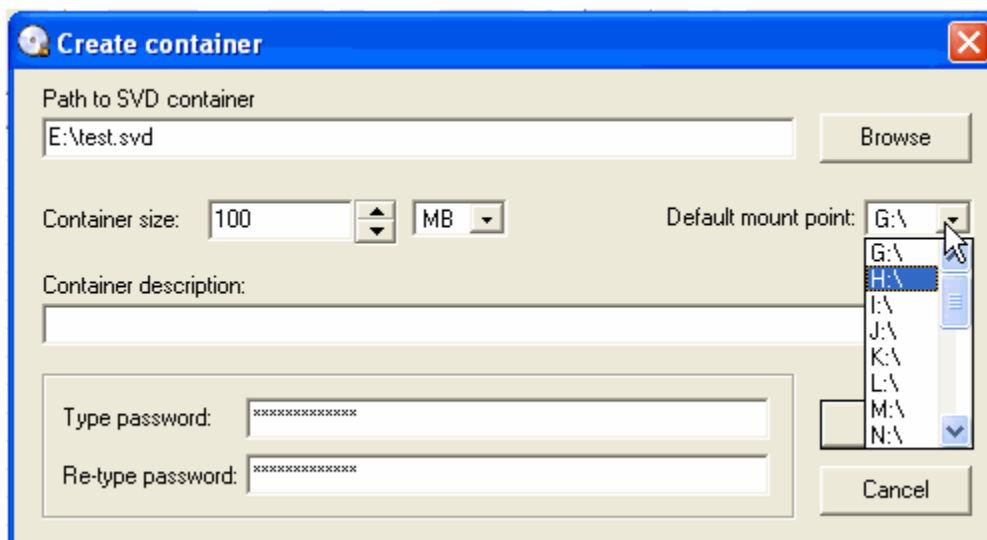 Create container
Path to SVD container
E:\test.svd
Browse
Container size: 100 MB Default mount point: G:\
G:\
H:\
I:\
J:\
K:\
L:\
M:\
N:\
Container description:
Type password: *************
Re-type password: *************
Cancel